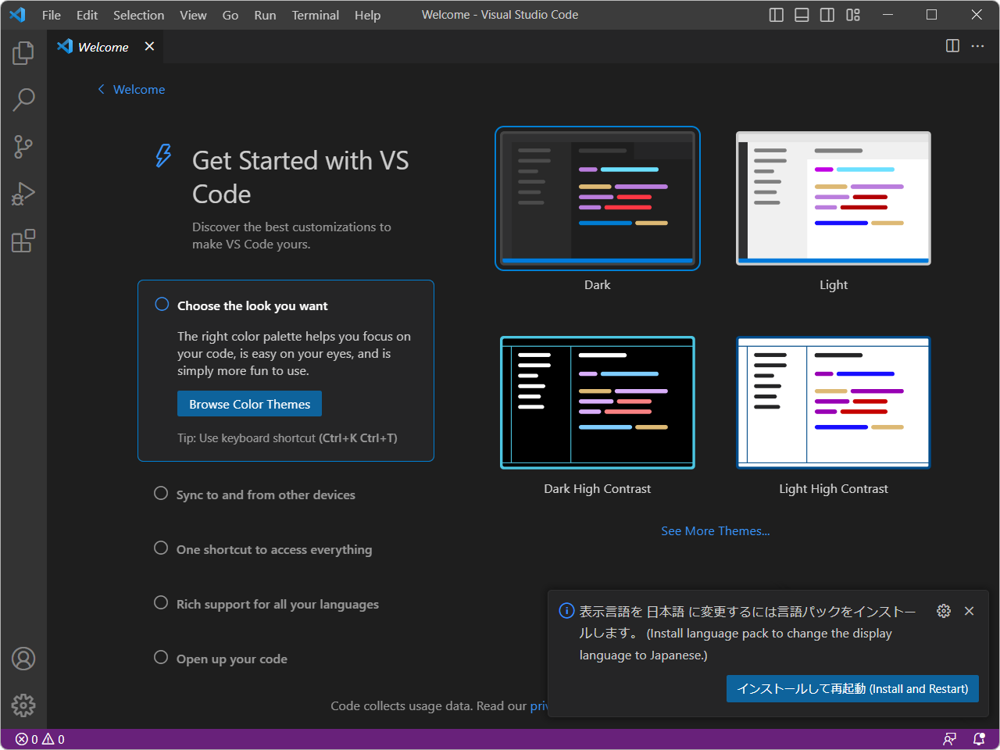 File Edit Selection View Go Run Terminal Help Welcome - Visual Studio Code
Welcome
Welcome
Get Started with VS
Code
Discover the best customizations to
make VS Code yours.
Choose the look you want
The right color palette helps you focus on
your code, is easy on your eyes, and is
simply more fun to use.
Browse Color Themes
Tip: Use keyboard shortcut (Ctrl+K Ctrl+T)
Sync to and from other devices
One shortcut to access everything
Rich support for all your languages
Open up your code
Dark
Light
Dark High Contrast
Light High Contrast
See More Themes...
Code collects usage data. Read our
表示言語を 日本語 に変更するには言語パックをインストー
ルします。 (Install language pack to change the display
language to Japanese.)
インストールして再起動 (Install and Restart)
0 0